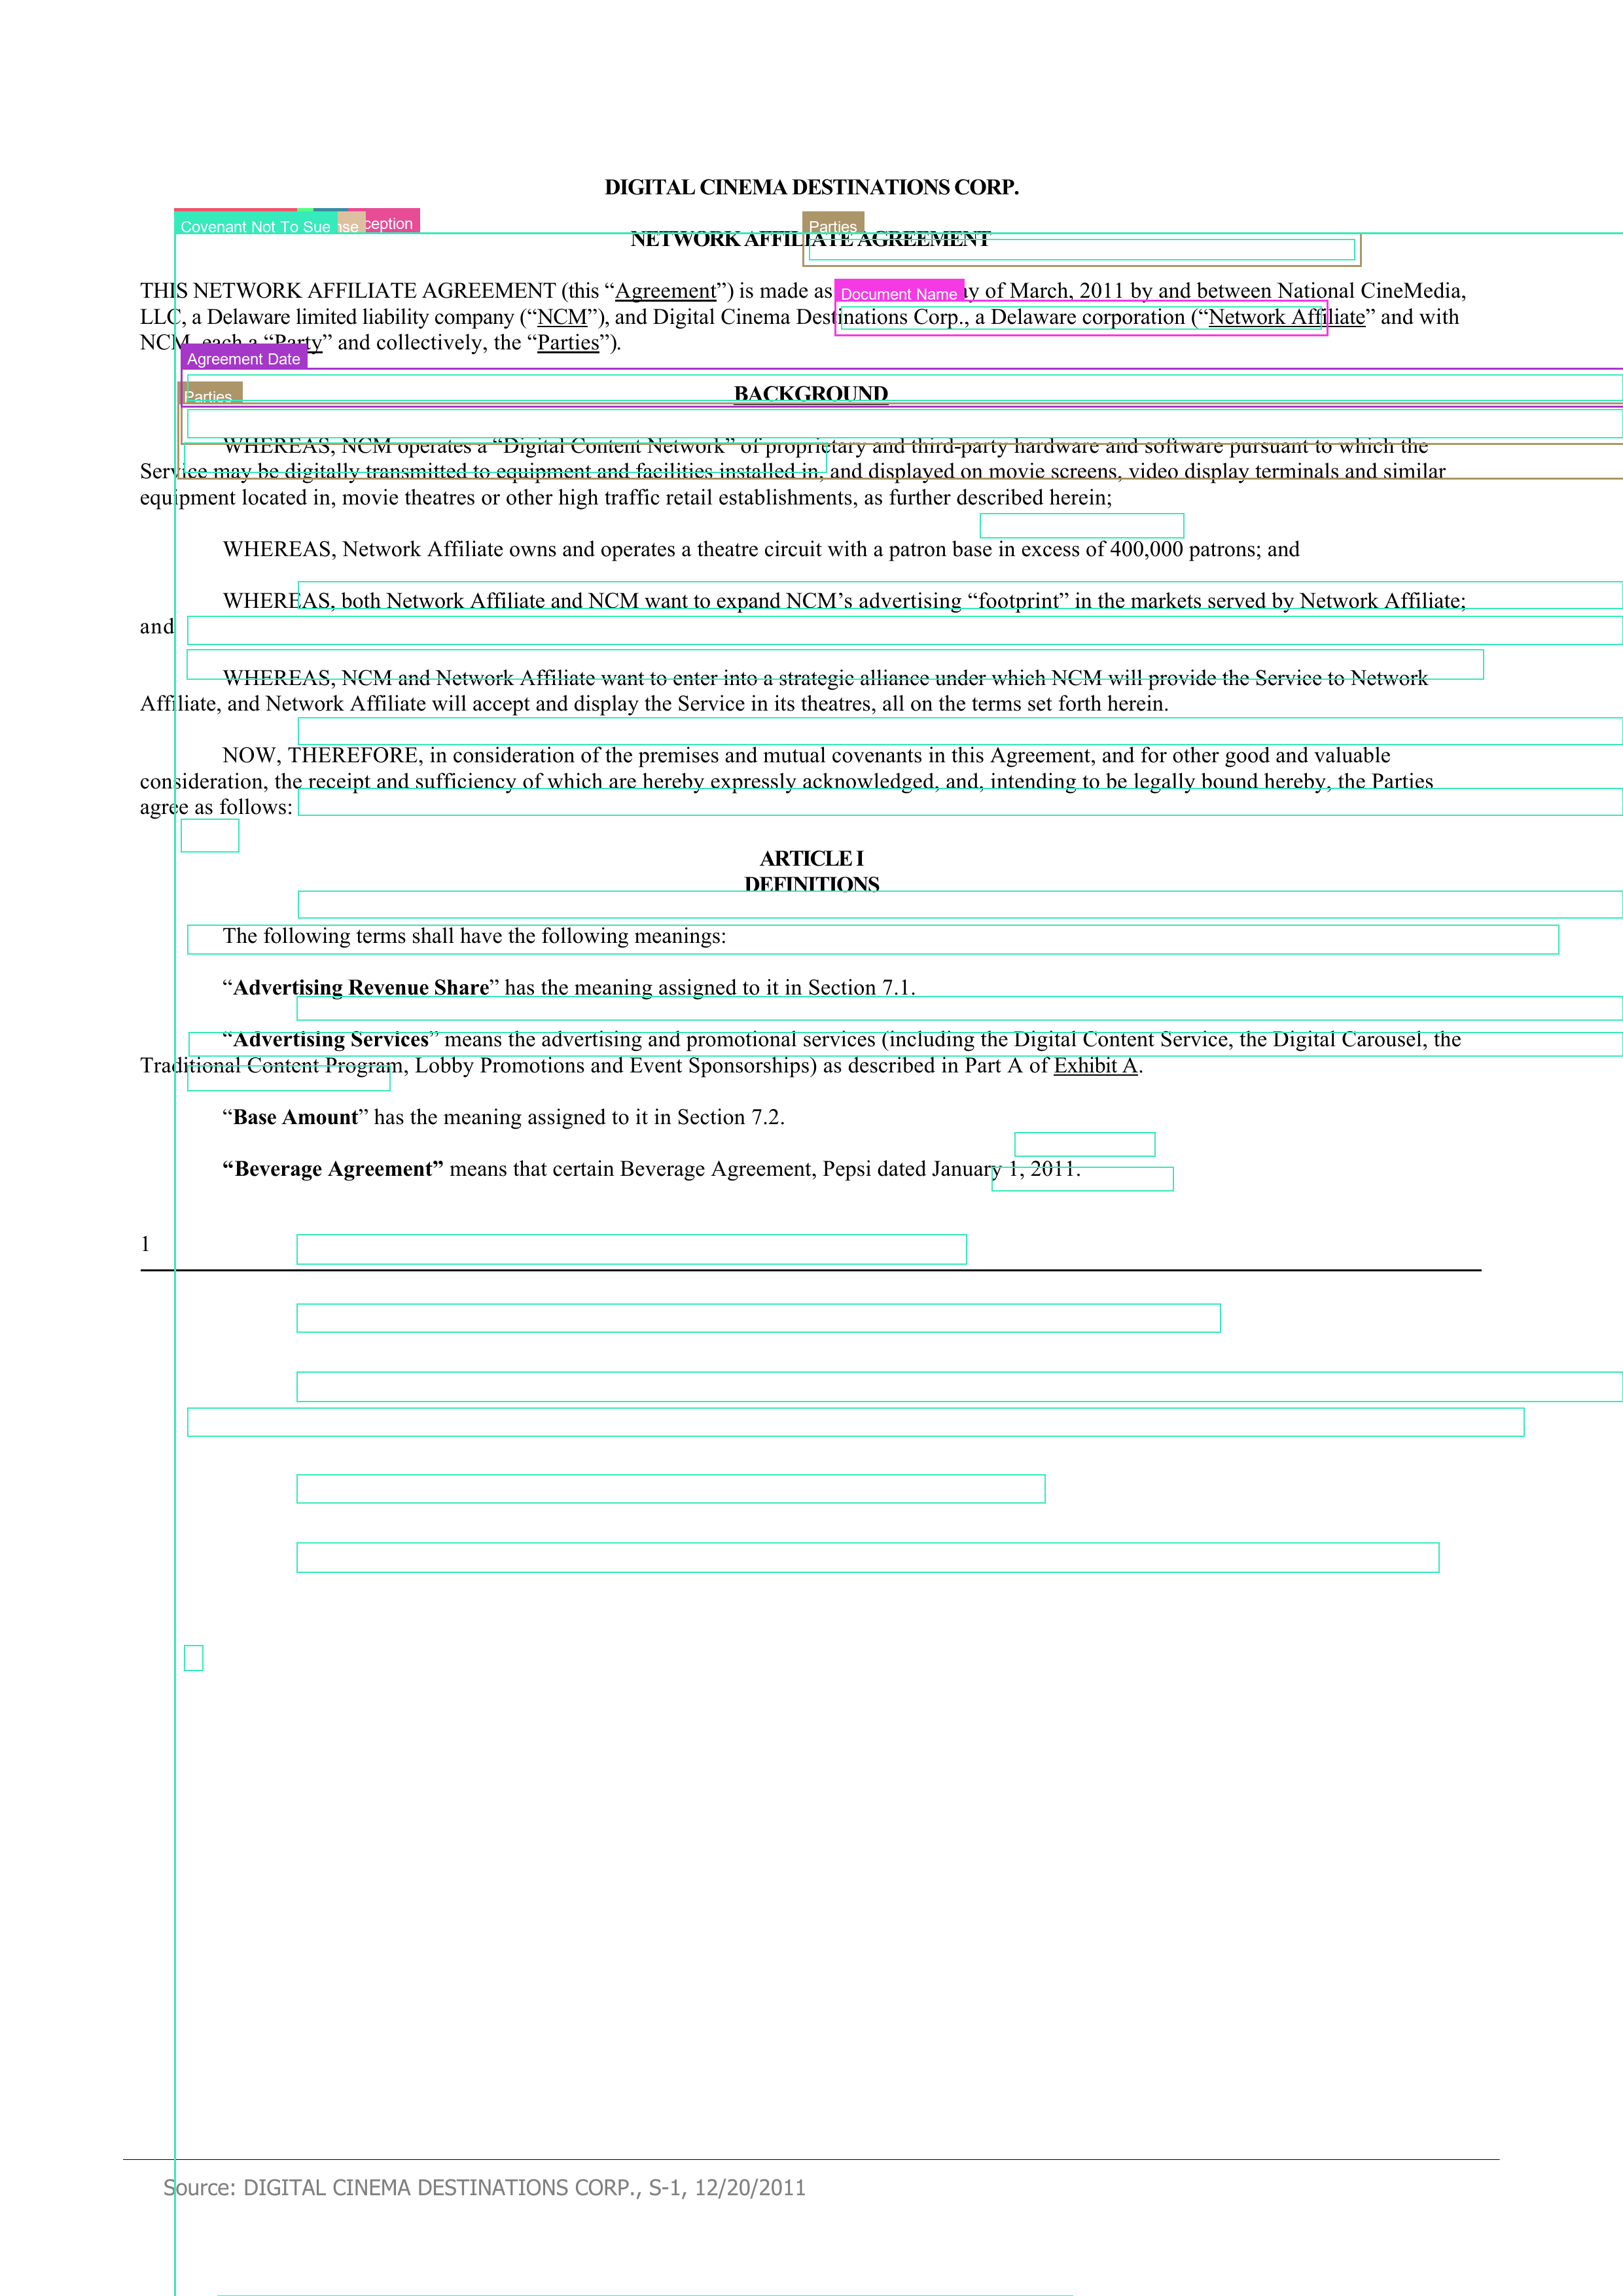 DIGITAL CINEMA DESTINATIONS CORP.
Covenant Not To Sue nse ception Parties
NETWORK AFFILIATE AGREEMENT
THIS NETWORK AFFILIATE AGREEMENT (this “Agreement”) is made as Document Name of March, 2011 by and between National CineMedia,
LLC, a Delaware limited liability company (“NCM”), and Digital Cinema Destinations Corp., a Delaware corporation (“Network Affiliate” and with
NCM, each a “Party” and collectively, the “Parties”).
Agreement Date
Parties
BACKGROUND
WHEREAS, NCM operates a “Digital Content Network” of proprietary and third-party hardware and software pursuant to which the
Service may be digitally transmitted to equipment and facilities installed in, and displayed on movie screens, video display terminals and similar
equipment located in, movie theatres or other high traffic retail establishments, as further described herein;
WHEREAS, Network Affiliate owns and operates a theatre circuit with a patron base in excess of 400,000 patrons; and
WHEREAS, both Network Affiliate and NCM want to expand NCM’s advertising “footprint” in the markets served by Network Affiliate;
and
WHEREAS, NCM and Network Affiliate want to enter into a strategic alliance under which NCM will provide the Service to Network
Affiliate, and Network Affiliate will accept and display the Service in its theatres, all on the terms set forth herein.
NOW, THEREFORE, in consideration of the premises and mutual covenants in this Agreement, and for other good and valuable
consideration, the receipt and sufficiency of which are hereby expressly acknowledged, and, intending to be legally bound hereby, the Parties
agree as follows:
ARTICLE I
DEFINITIONS
The following terms shall have the following meanings:
“Advertising Revenue Share” has the meaning assigned to it in Section 7.1.
“Advertising Services” means the advertising and promotional services (including the Digital Content Service, the Digital Carousel, the
Traditional Content Program, Lobby Promotions and Event Sponsorships) as described in Part A of Exhibit A.
“Base Amount” has the meaning assigned to it in Section 7.2.
“Beverage Agreement” means that certain Beverage Agreement, Pepsi dated January 1, 2011.
1
Source: DIGITAL CINEMA DESTINATIONS CORP., S-1, 12/20/2011